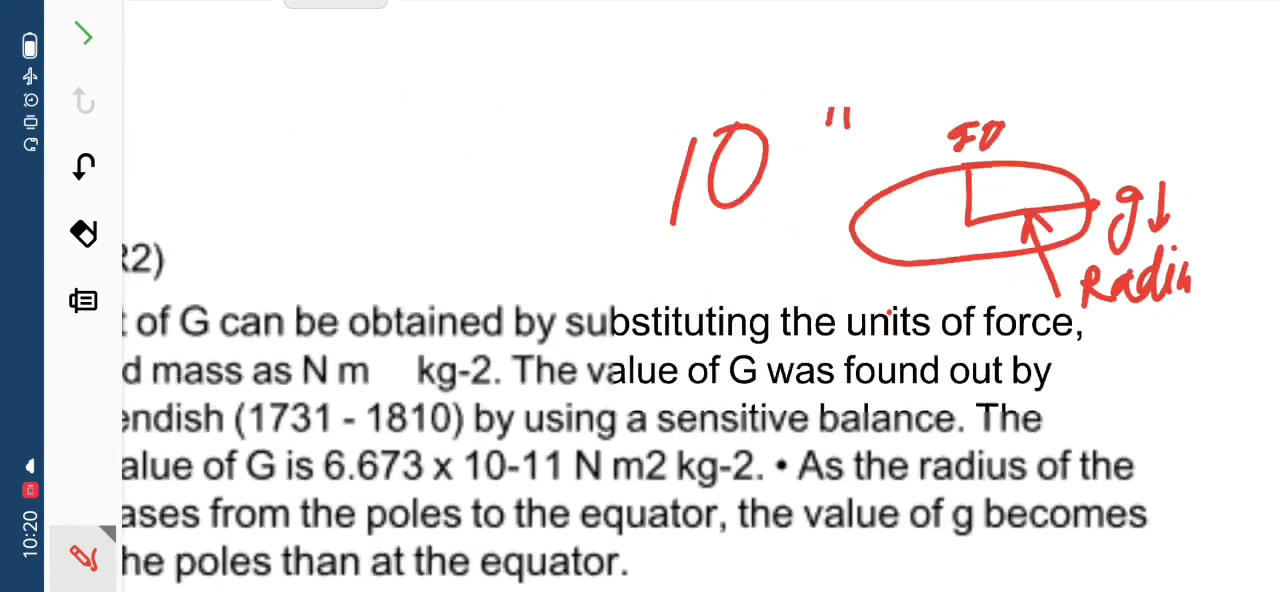 10 "
g↓
Radiu
R2)
t of G can be obtained by substituting the units of force,
d mass as N m kg-2. The value of G was found out by
endish (1731 - 1810) by using a sensitive balance. The
alue of G is 6.673 x 10-11 N m2 kg-2. • As the radius of the
ases from the poles to the equator, the value of g becomes
he poles than at the equator.
10:20